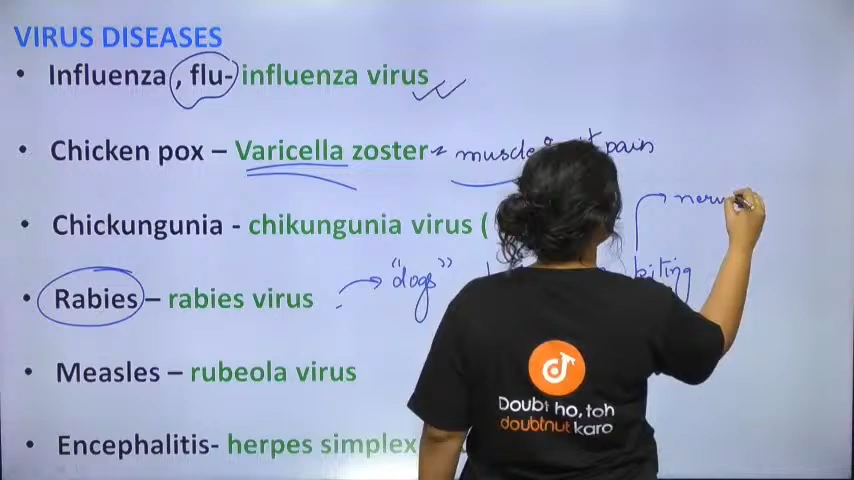 VIRUS DISEASES
• Influenza , flu- influenza virus
• Chicken pox – Varicella zoster muscle pain
• Chickungunia - chikungunia virus ( nerv
• Rabies – rabies virus "dogs" biting
• Measles – rubeola virus
• Encephalitis- herpes simplex
Doubt ho, toh
doubtnut karo